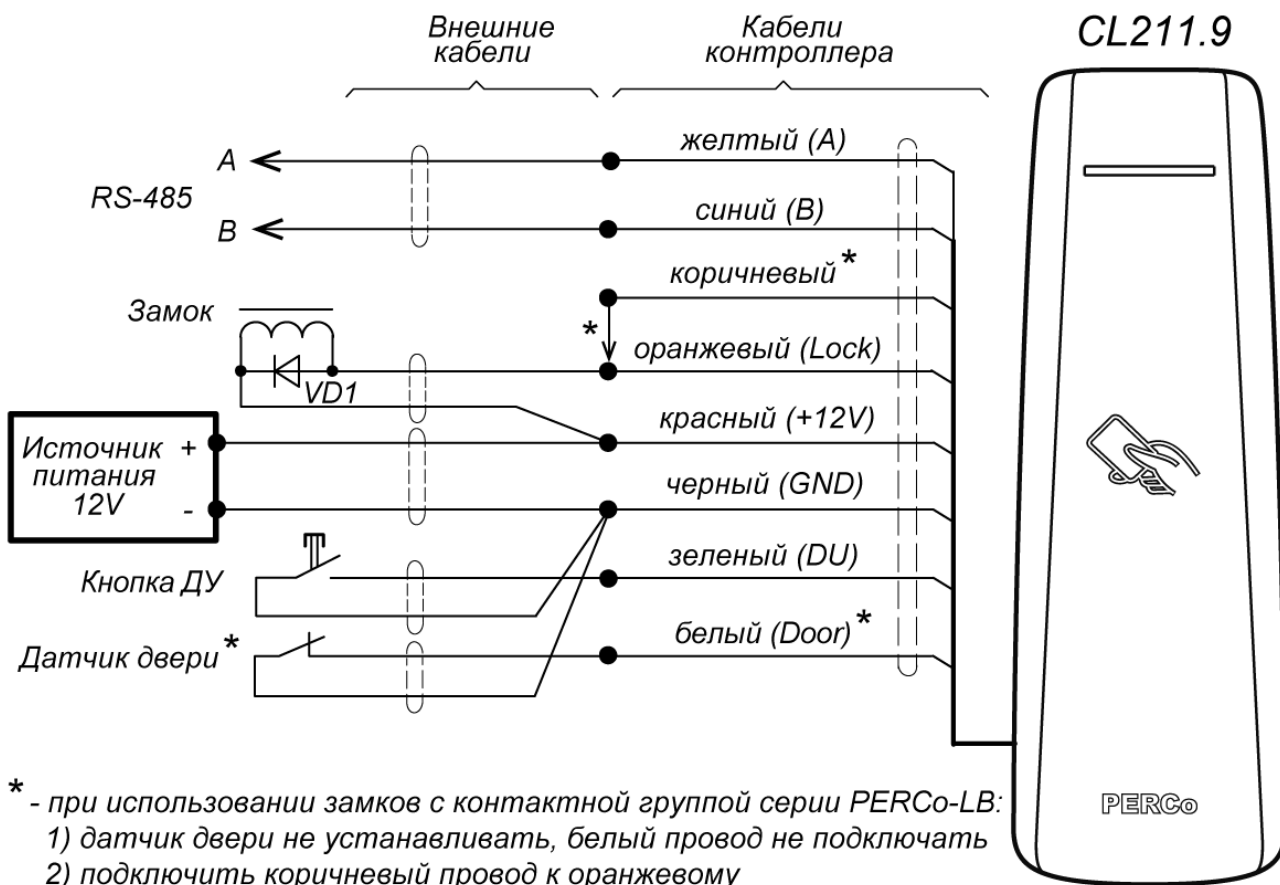 Внешние
кабели
Кабели
контроллера
CL211.9
A
желтый (A)
RS-485
B
синий (B)
коричневый*
Замок
*
оранжевый (Lock)
VD1
красный (+12V)
Источник
питания
12V
+
-
черный (GND)
зеленый (DU)
Кнопка ДУ
белый (Door)*
Датчик двери*
* - при использовании замков с контактной группой серии PERCo-LB:
1) датчик двери не устанавливать, белый провод не подключать
2) подключить коричневый провод к оранжевому
PERCo